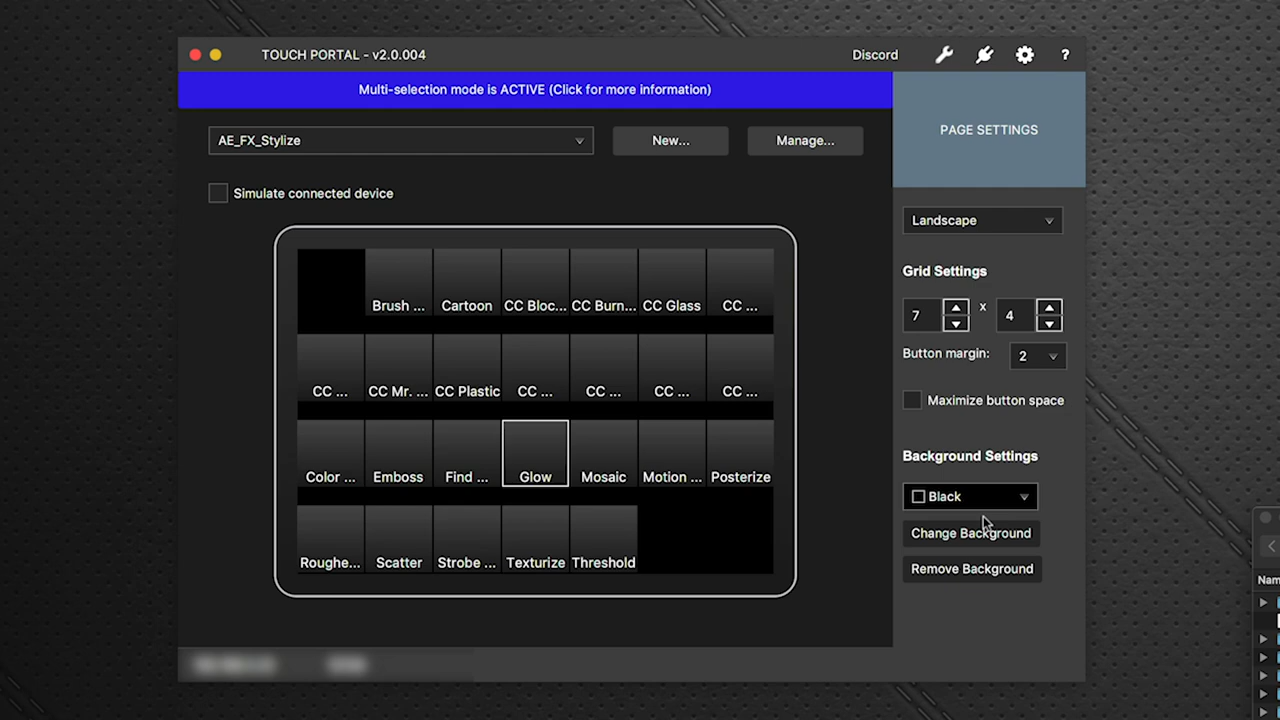 TOUCH PORTAL - v2.0.004
Discord
?
Multi-selection mode is ACTIVE (Click for more information)
PAGE SETTINGS
AE_FX_Stylize
New...
Manage...
Simulate connected device
Landscape
Grid Settings
7 x 4
Button margin: 2
Maximize button space
Background Settings
Black
Change Background
Remove Background
Brush ... Cartoon CC Bloc... CC Burn... CC Glass CC ...
CC ... CC Mr. ... CC Plastic CC ... CC ... CC ... CC ...
Color ... Emboss Find ... Glow Mosaic Motion ... Posterize
Roughe... Scatter Strobe ... Texturize Threshold